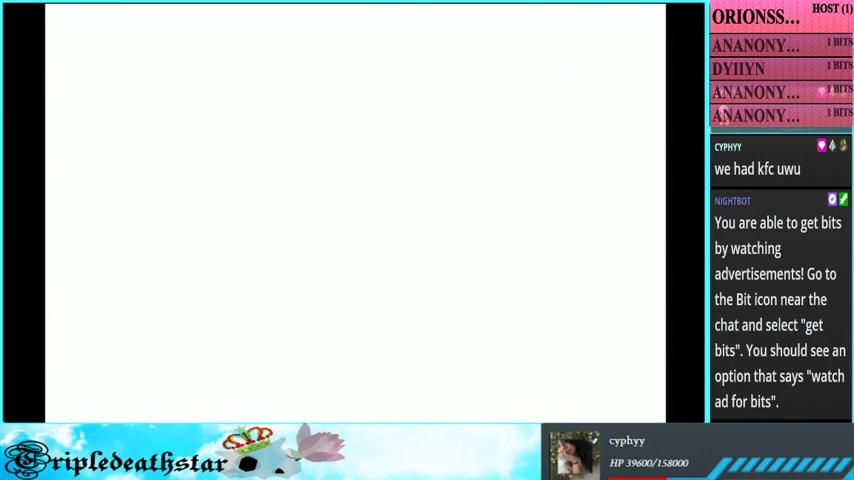 ORIONSS... HOST (1)
ANANONY... 1 BITS
DYIIYN 1 BITS
ANANONY... 1 BITS
ANANONY... 1 BITS
CYPHYY
we had kfc uwu
NIGHTBOT
You are able to get bits
by watching
advertisements! Go to
the Bit icon near the
chat and select "get
bits". You should see an
option that says "watch
ad for bits".
Tripledeathstar
cyphyy
HP 39600/158000